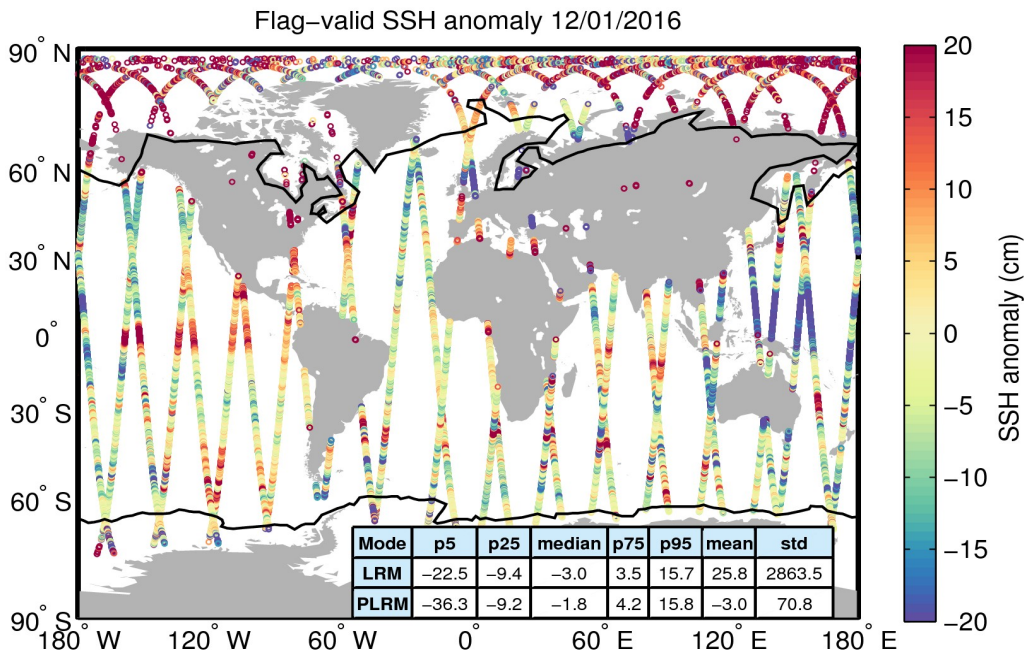 Flag−valid SSH anomaly 12/01/2016
90° N
60° N
30° N
0°
30° S
60° S
90° S
180° W
120° W
60° W
0°
60° E
120° E
180° E
20
15
10
5
0
−5
−10
−15
−20
SSH anomaly (cm)
Mode p5 p25 median p75 p95 mean std
LRM −22.5 −9.4 −3.0 3.5 15.7 25.8 2863.5
PLRM −36.3 −9.2 −1.8 4.2 15.8 −3.0 70.8